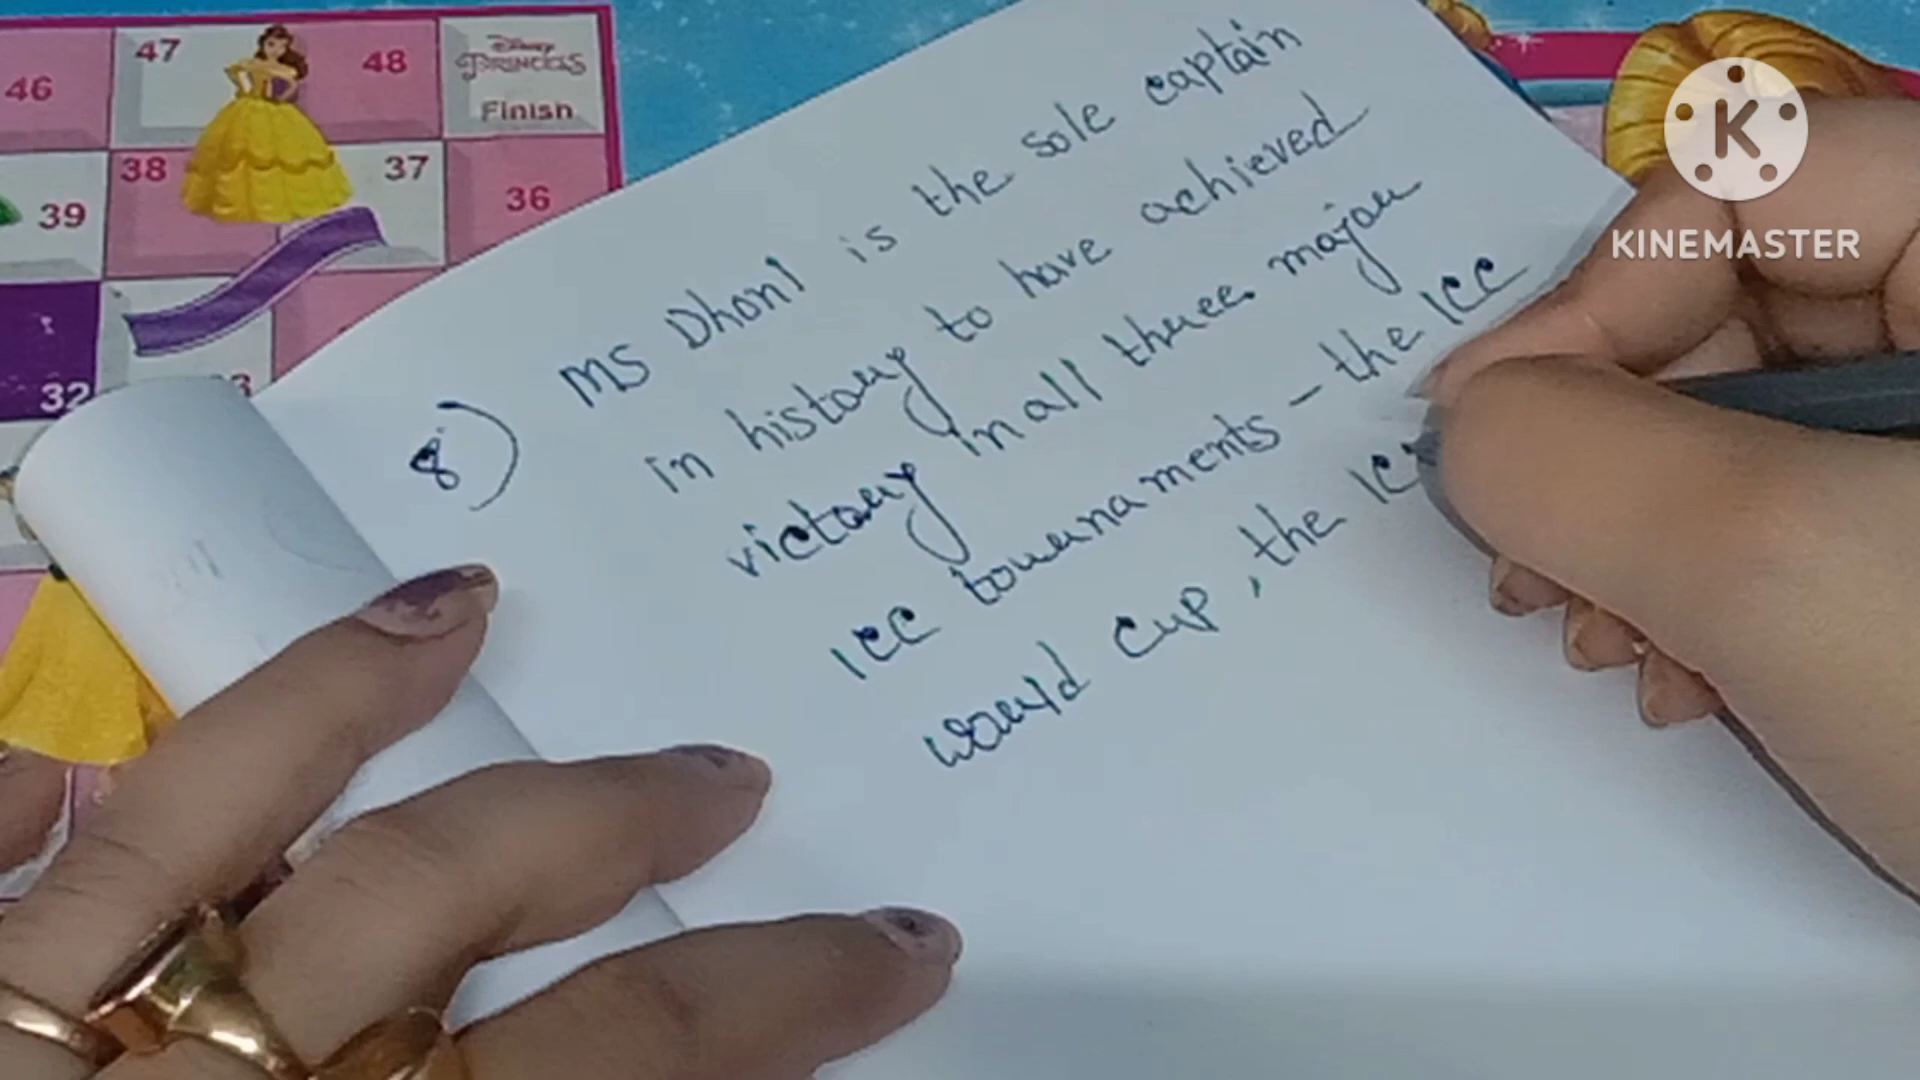 46
47
48
Disney
PRINCESS
Finish
39
38
37
36
32
8) MS Dhoni is the sole captain
in history to have achieved
victory in all three major
ICC tournaments - the ICC
World Cup, the IC
K
KINEMASTER